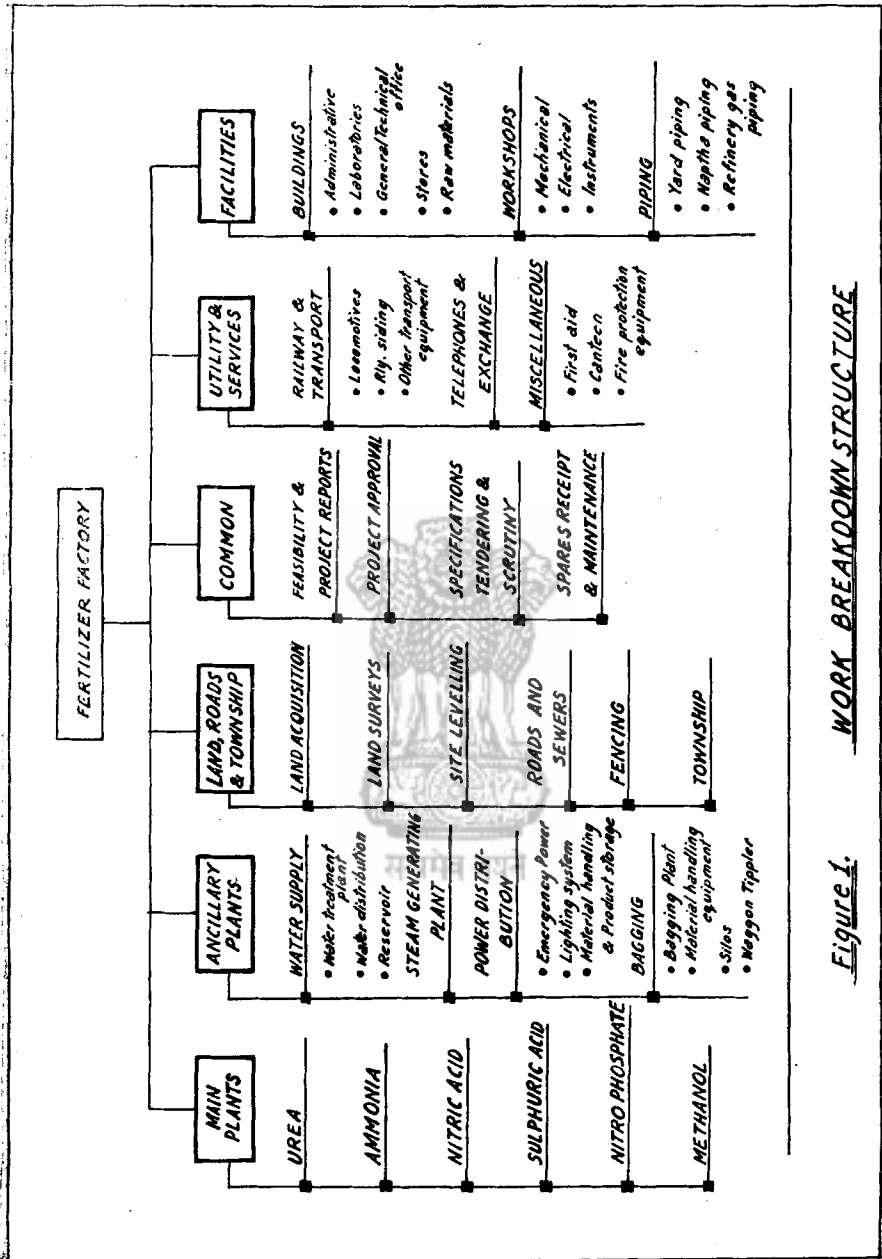 FERTILIZER FACTORY
MAIN
PLANTS
UREA
AMMONIA
NITRIC ACID
SULPHURIC ACID
NITRO PHOSPHATE
METHANOL
ANCILLARY
PLANTS
WATER SUPPLY
• Water treatment
plant
• Water distribution
• Reservoir
STEAM GENERATING
PLANT
POWER DISTRI-
BUTION
• Emergency Power
• Lighting system
• Material handling
& Product storage
BAGGING
• Bagging Plant
• Material handling
equipment
• Silos
• Waggon Tippler
LAND, ROADS
& TOWNSHIP
LAND ACQUISITION
LAND SURVEYS
SITE LEVELLING
ROADS AND
SEWERS
FENCING
TOWNSHIP
COMMON
FEASIBILITY &
PROJECT REPORTS
PROJECT APPROVAL
SPECIFICATIONS
TENDERING &
SCRUTINY
SPARES RECEIPT
& MAINTENANCE
UTILITY &
SERVICES
RAILWAY &
TRANSPORT
• Locomotives
• Rly. siding
• Other transport
equipment
TELEPHONES &
EXCHANGE
MISCELLANEOUS
• First aid
• Canteen
• Fire protection
equipment
FACILITIES
BUILDINGS
• Administrative
• Laboratories
• General Technical
office
• Stores
• Raw materials
WORKSHOPS
• Mechanical
• Electrical
• Instruments
PIPING
• Yard piping
• Naptha piping
• Refinery gas
piping
सत्यमेव जयते
Figure 1. WORK BREAKDOWN STRUCTURE